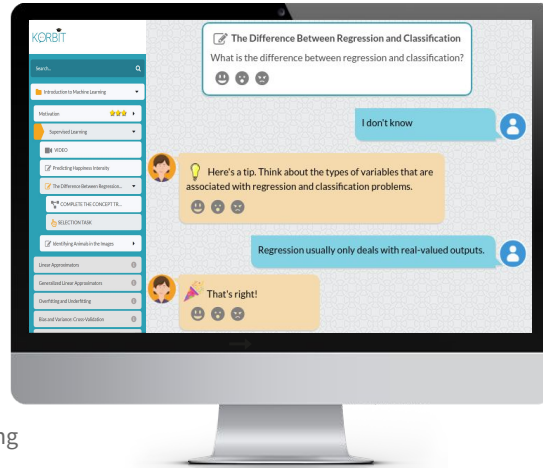 KORBIT
Search...
Introduction to Machine Learning
Motivation
Supervised Learning
VIDEO
Predicting Happiness Intensity
The Difference Between Regression...
COMPLETE THE CONCEPT TR...
SELECTION TASK
Identifying Animals in the Images
Linear Approximators
Generalized Linear Approximators
Overfitting and Underfitting
Bias and Variance: Cross-Validation
The Difference Between Regression and Classification
What is the difference between regression and classification?
I don't know
Here's a tip. Think about the types of variables that are
associated with regression and classification problems.
Regression usually only deals with real-valued outputs.
That's right!
ng